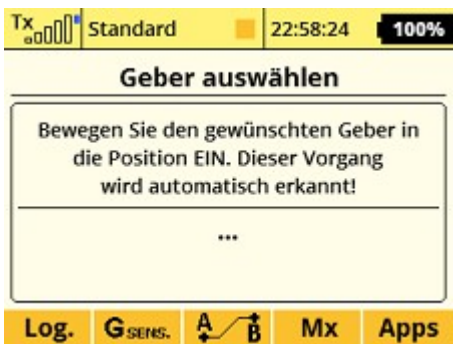 Tx Standard 22:58:24 100%
Geber auswählen
Bewegen Sie den gewünschten Geber in
die Position EIN. Dieser Vorgang
wird automatisch erkannt!
...
Log. G SENS. A B Mx Apps